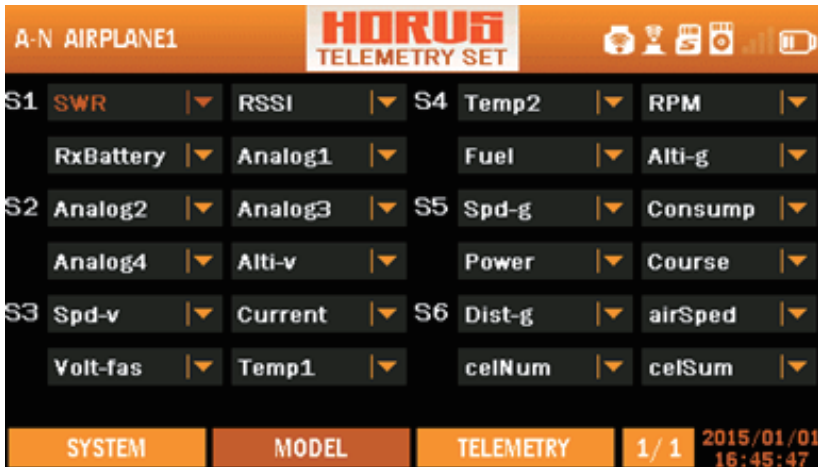 A-N AIRPLANE1
HORUS
TELEMETRY SET
S1 SWR RSSI S4 Temp2 RPM
RxBattery Analog1 Fuel Alti-g
S2 Analog2 Analog3 S5 Spd-g Consump
Analog4 Alti-v Power Course
S3 Spd-v Current S6 Dist-g airSped
Volt-fas Temp1 celNum celSum
SYSTEM MODEL TELEMETRY 1/1 2015/01/01
16:45:47